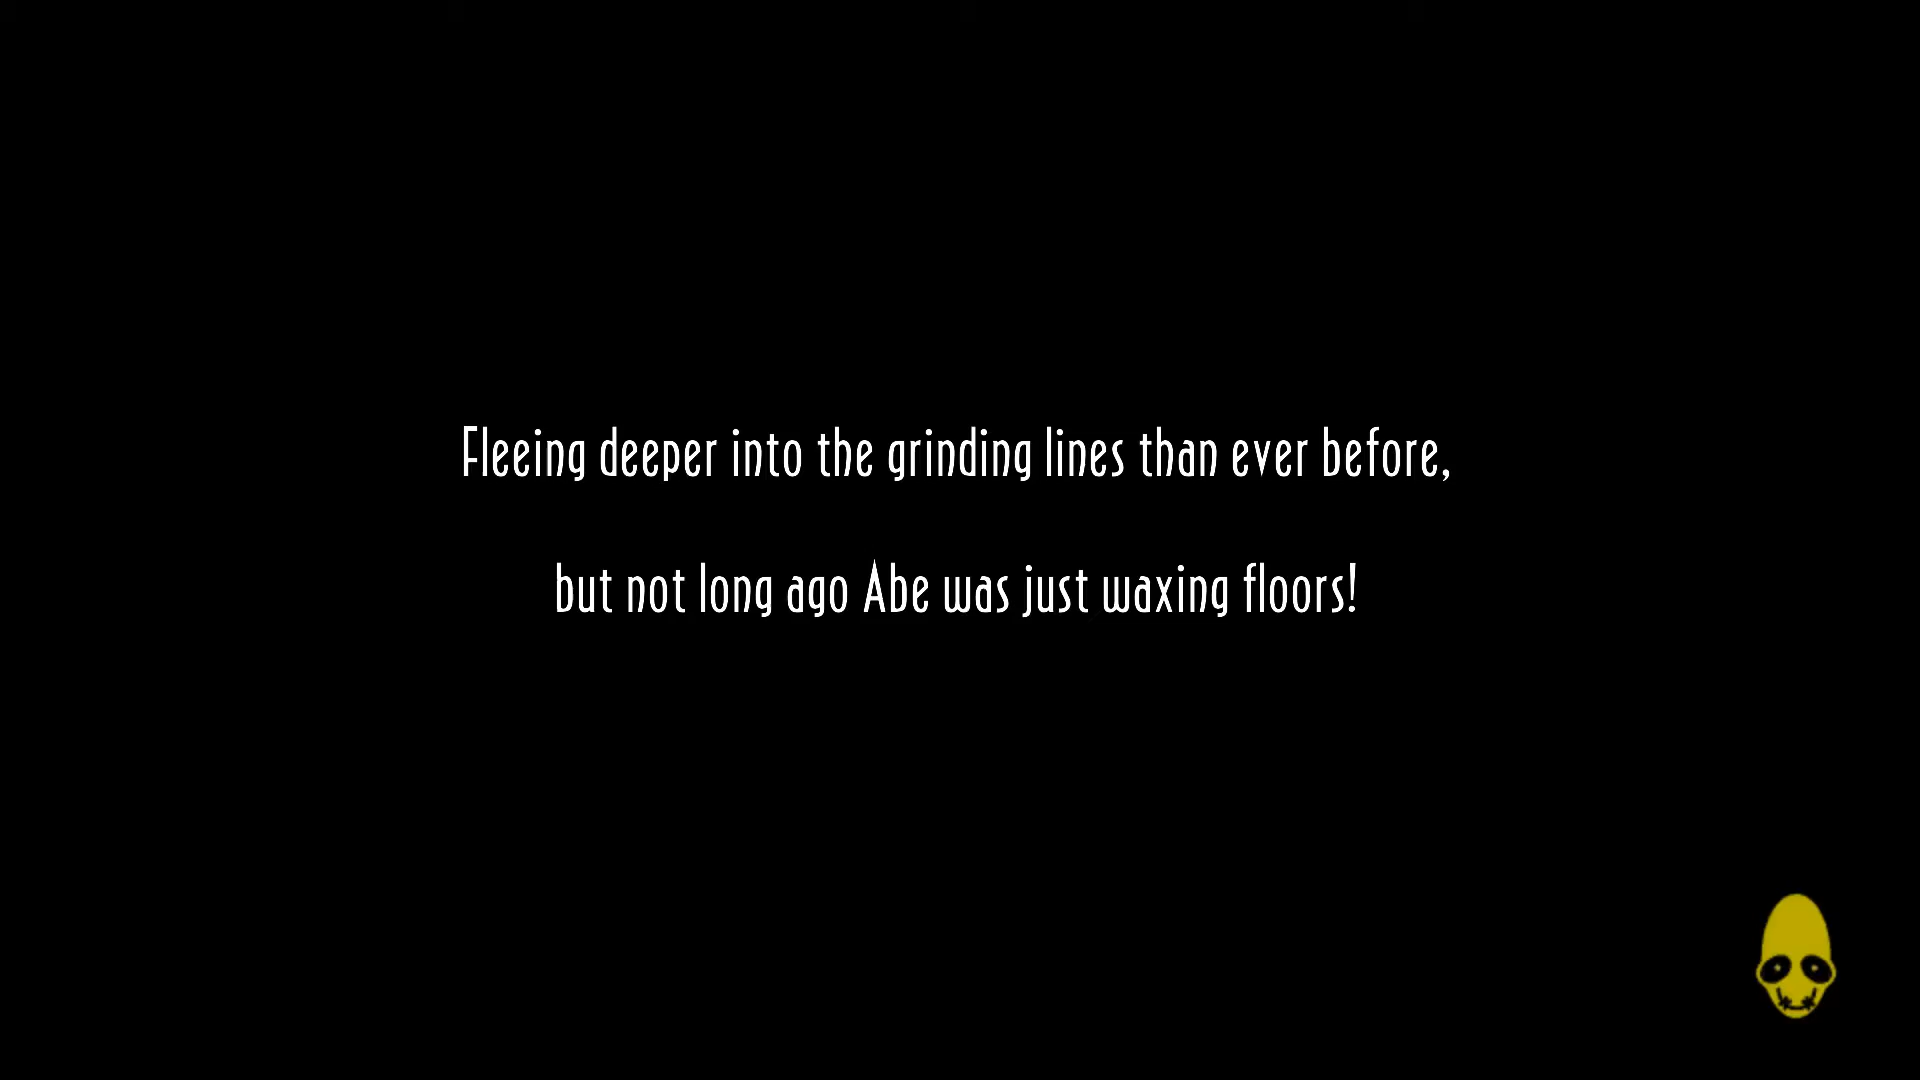 Fleeing deeper into the grinding lines than ever before,
but not long ago Abe was just waxing floors!